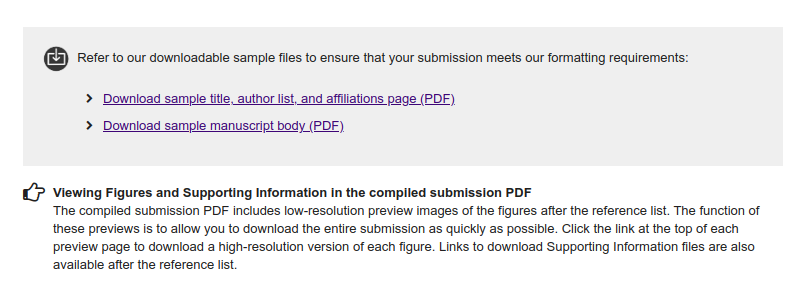 Refer to our downloadable sample files to ensure that your submission meets our formatting requirements:
Download sample title, author list, and affiliations page (PDF)
Download sample manuscript body (PDF)
Viewing Figures and Supporting Information in the compiled submission PDF
The compiled submission PDF includes low-resolution preview images of the figures after the reference list. The function of
these previews is to allow you to download the entire submission as quickly as possible. Click the link at the top of each
preview page to download a high-resolution version of each figure. Links to download Supporting Information files are also
available after the reference list.